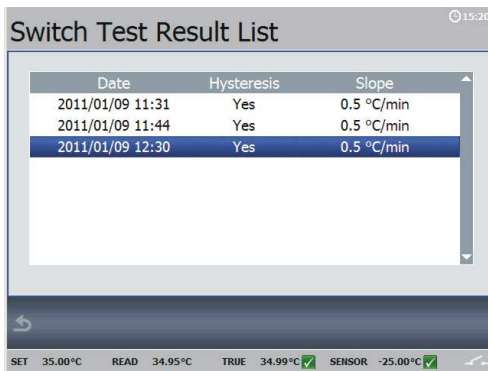 15:20
Switch Test Result List
Date Hysteresis Slope
2011/01/09 11:31 Yes 0.5 °C/min
2011/01/09 11:44 Yes 0.5 °C/min
2011/01/09 12:30 Yes 0.5 °C/min
SET 35.00°C READ 34.95°C TRUE 34.99°C SENSOR -25.00°C